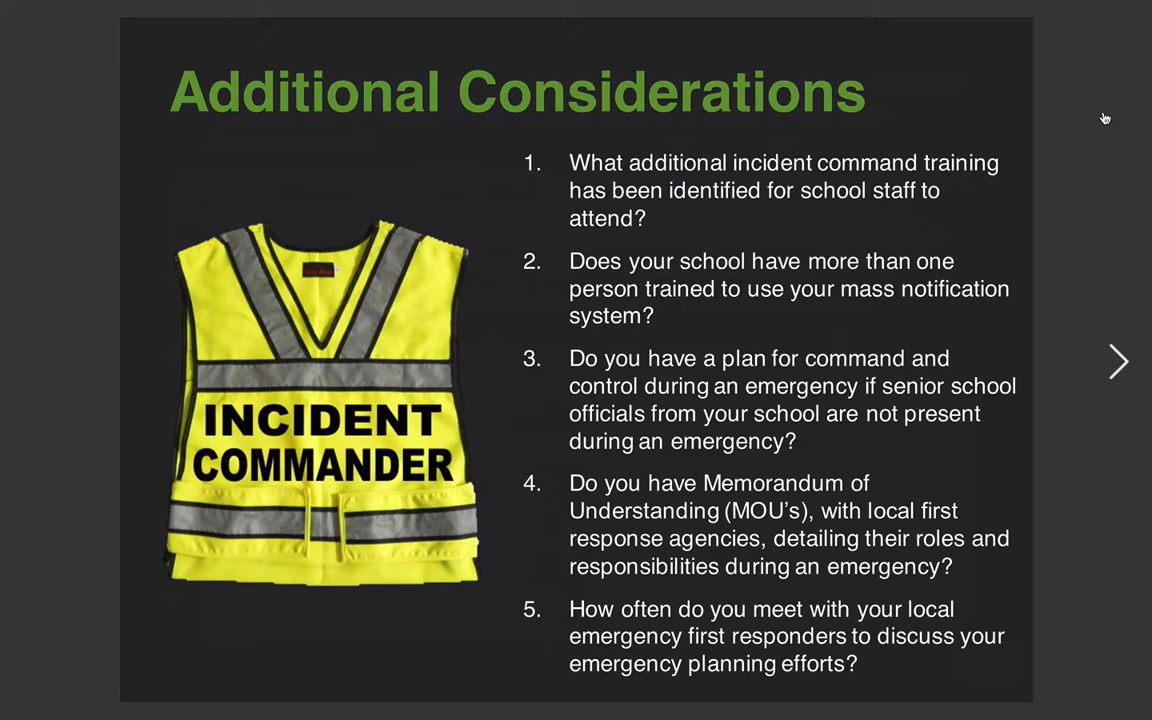 Additional Considerations
1. What additional incident command training
has been identified for school staff to
attend?
2. Does your school have more than one
person trained to use your mass notification
system?
3. Do you have a plan for command and
control during an emergency if senior school
officials from your school are not present
during an emergency?
4. Do you have Memorandum of
Understanding (MOU's), with local first
response agencies, detailing their roles and
responsibilities during an emergency?
5. How often do you meet with your local
emergency first responders to discuss your
emergency planning efforts?
INCIDENT
COMMANDER